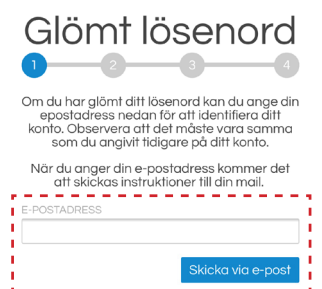 Glömt lösenord
1 2 3 4
Om du har glömt ditt lösenord kan du ange din
epostadress nedan för att identifiera ditt
konto. Observera att det måste vara samma
som du angivit tidigare på ditt konto.
När du anger din e-postadress kommer det
att skickas instruktioner till din mail.
E-POSTADRESS
Skicka via e-post